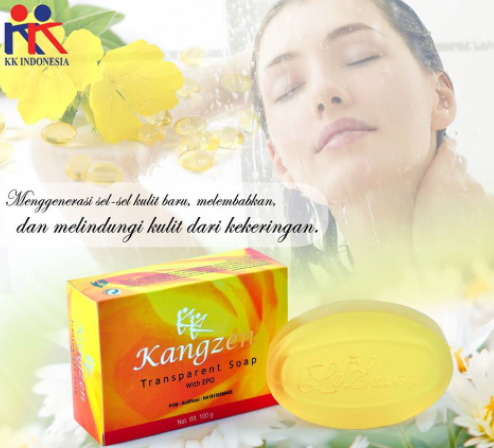 KK INDONESIA
Menggenerasi sel-sel kulit baru, melembabkan,
dan melindungi kulit dari kekeringan.
Kangzen
Transparent Soap
with EPO
Net Wt 100 g